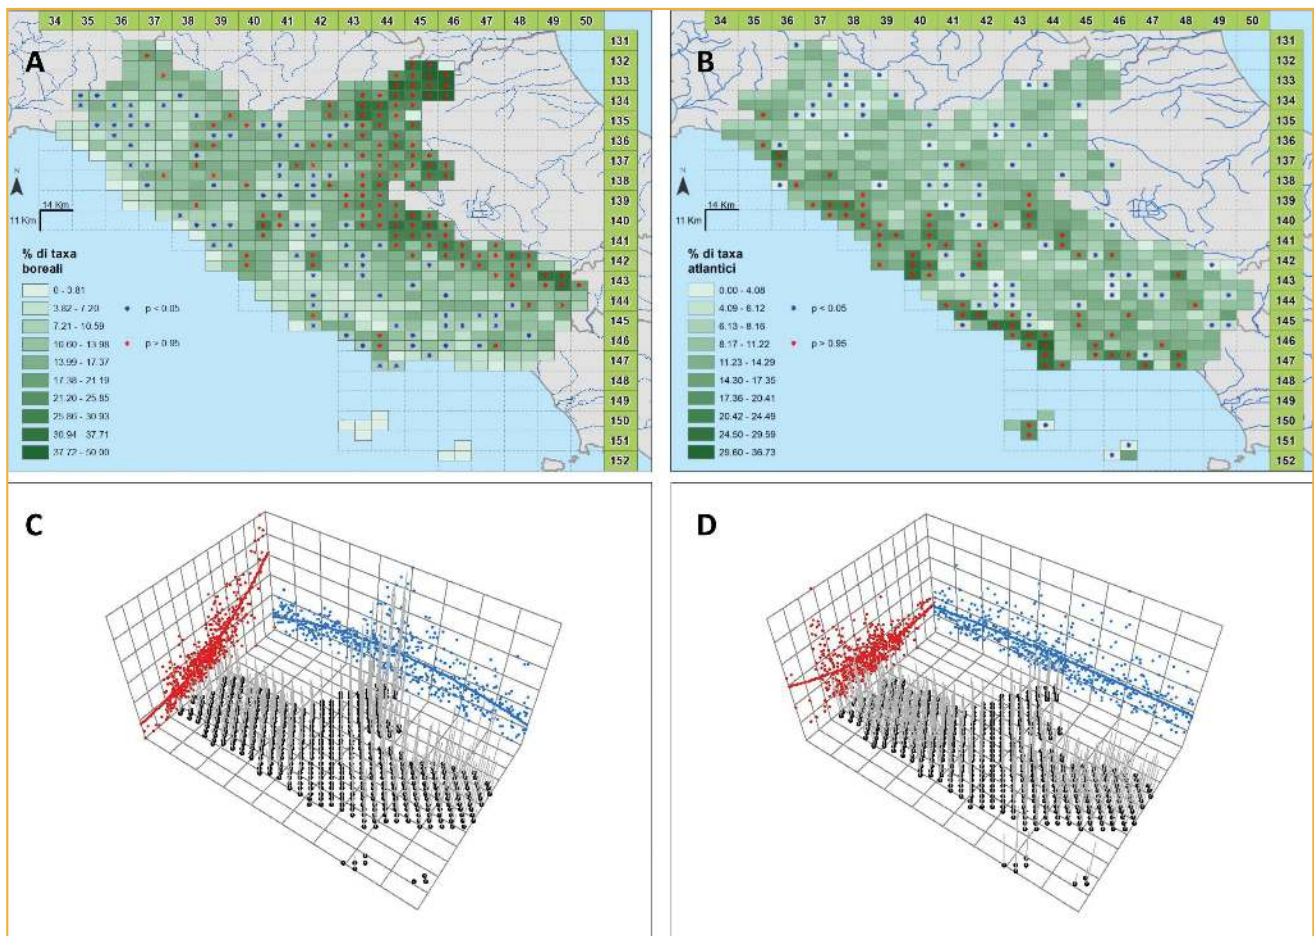 34 35 36 37 38 39 40 41 42 43 44 45 46 47 48 49 50
A
131
132
133
134
135
136
137
138
139
140
141
142
143
144
145
146
147
148
149
150
151
152
N
14 Km
11 Km
% di taxa
boreali
0 - 3.81
3.82 - 7.20
7.21 - 10.59
10.60 - 13.98
13.99 - 17.37
17.38 - 21.19
21.20 - 25.85
25.86 - 30.93
30.94 - 37.71
37.72 - 50.00
p < 0.05
p > 0.95
34 35 36 37 38 39 40 41 42 43 44 45 46 47 48 49 50
B
131
132
133
134
135
136
137
138
139
140
141
142
143
144
145
146
147
148
149
150
151
152
N
14 Km
11 Km
% di taxa
atlantici
0.00 - 4.08
4.09 - 6.12
6.13 - 8.16
8.17 - 11.22
11.23 - 14.29
14.30 - 17.35
17.36 - 20.41
20.42 - 24.49
24.50 - 29.59
29.60 - 36.73
p < 0.05
p > 0.95
C
D